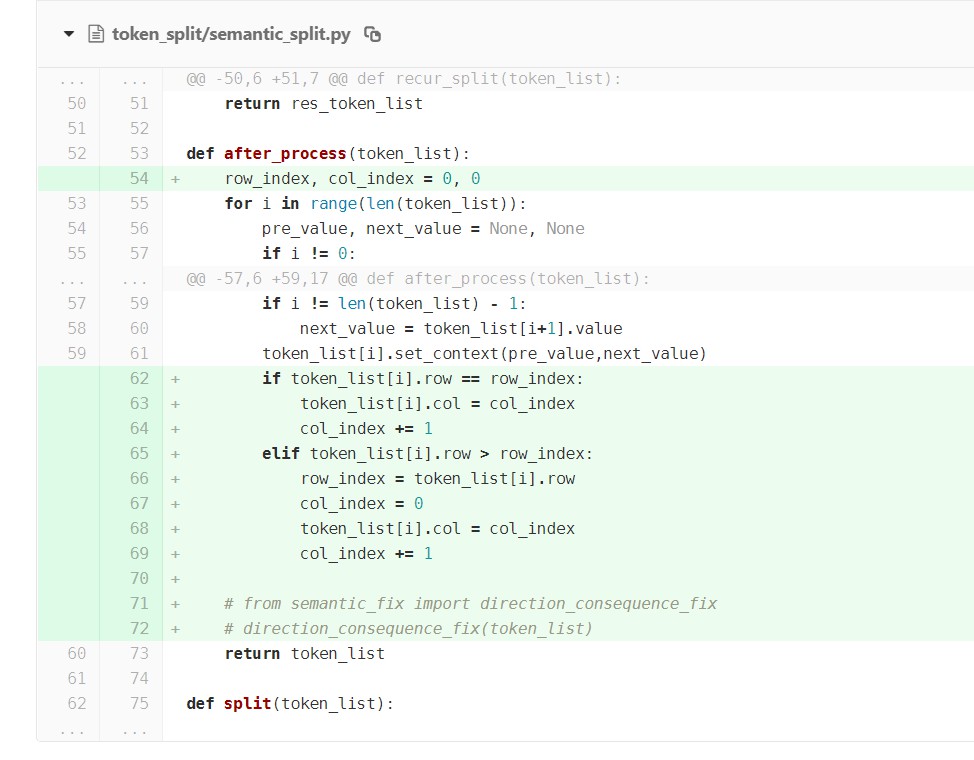 token_split/semantic_split.py
... ... @@ -50,6 +51,7 @@ def recur_split(token_list):
50 51 return res_token_list
51 52
52 53 def after_process(token_list):
54 + row_index, col_index = 0, 0
53 55 for i in range(len(token_list)):
54 56 pre_value, next_value = None, None
55 57 if i != 0:
... ... @@ -57,6 +59,17 @@ def after_process(token_list):
57 59 if i != len(token_list) - 1:
58 60 next_value = token_list[i+1].value
59 61 token_list[i].set_context(pre_value,next_value)
62 + if token_list[i].row == row_index:
63 + token_list[i].col = col_index
64 + col_index += 1
65 + elif token_list[i].row > row_index:
66 + row_index = token_list[i].row
67 + col_index = 0
68 + token_list[i].col = col_index
69 + col_index += 1
70 +
71 + # from semantic_fix import direction_consequence_fix
72 + # direction_consequence_fix(token_list)
60 73 return token_list
61 74
62 75 def split(token_list):
... ...